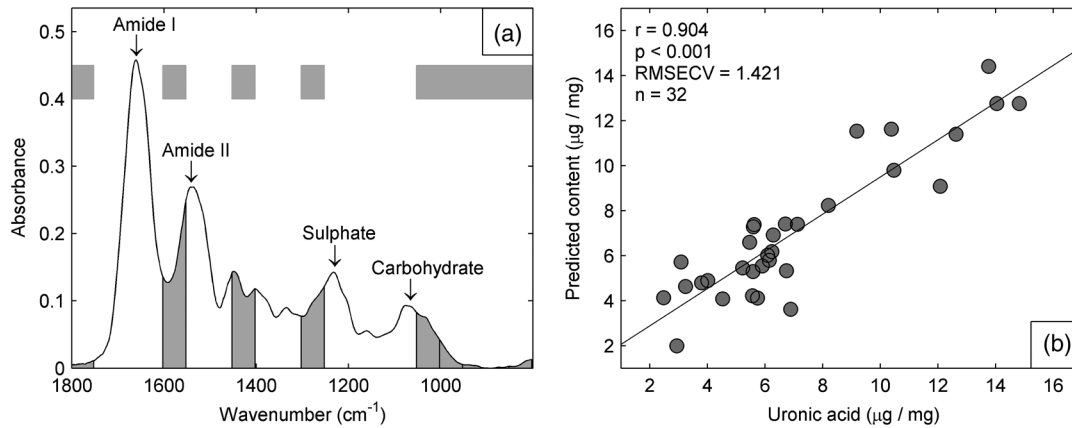 (a)
Amide I
Amide II
Sulphate
Carbohydrate
0.5
0.4
0.3
0.2
0.1
0
Absorbance
1800 1600 1400 1200 1000
Wavenumber (cm⁻¹)
r = 0.904
p < 0.001
RMSECV = 1.421
n = 32
16
14
12
10
8
6
4
2
Predicted content (μg / mg)
(b)
2 4 6 8 10 12 14 16
Uronic acid (μg / mg)